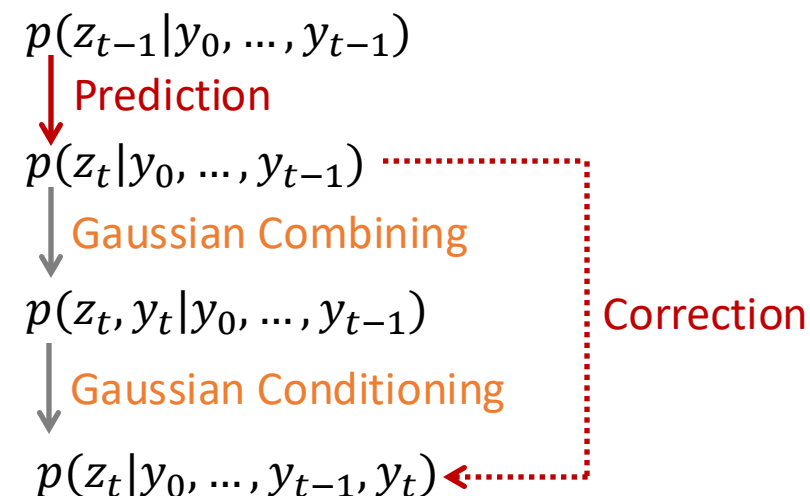 p(z_{t−1}|y_0, … , y_{t−1})
Prediction
p(z_t|y_0, … , y_{t−1})
Gaussian Combining
p(z_t, y_t|y_0, … , y_{t−1})
Correction
Gaussian Conditioning
p(z_t|y_0, … , y_{t−1}, y_t)